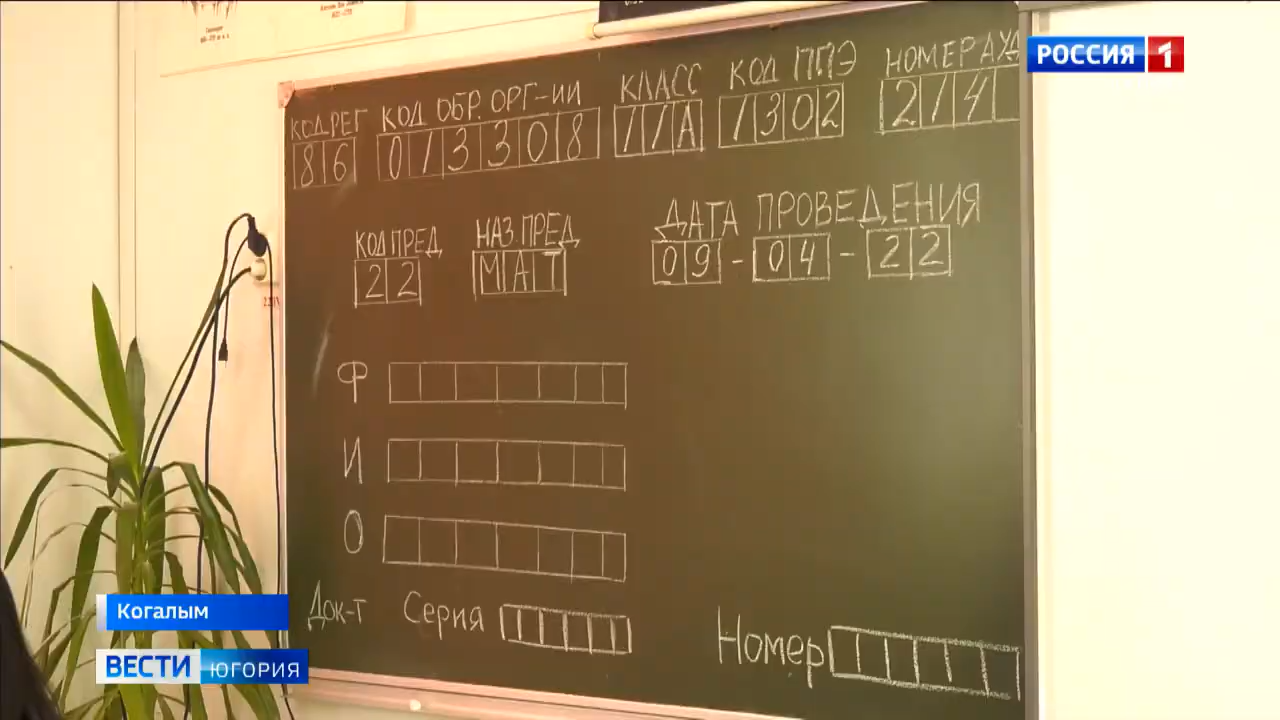 РОССИЯ 1
КОД РЕГ КОД ОБР. ОРГ-ИИ КЛАСС КОД ППЭ НОМЕР АУД
86 013308 11А 1302 214
КОД ПРЕД НАЗ. ПРЕД ДАТА ПРОВЕДЕНИЯ
22 МАТ 09-04-22
Ф
И
О
Док-т Серия Номер
Когалым
ВЕСТИ ЮГОРИЯ